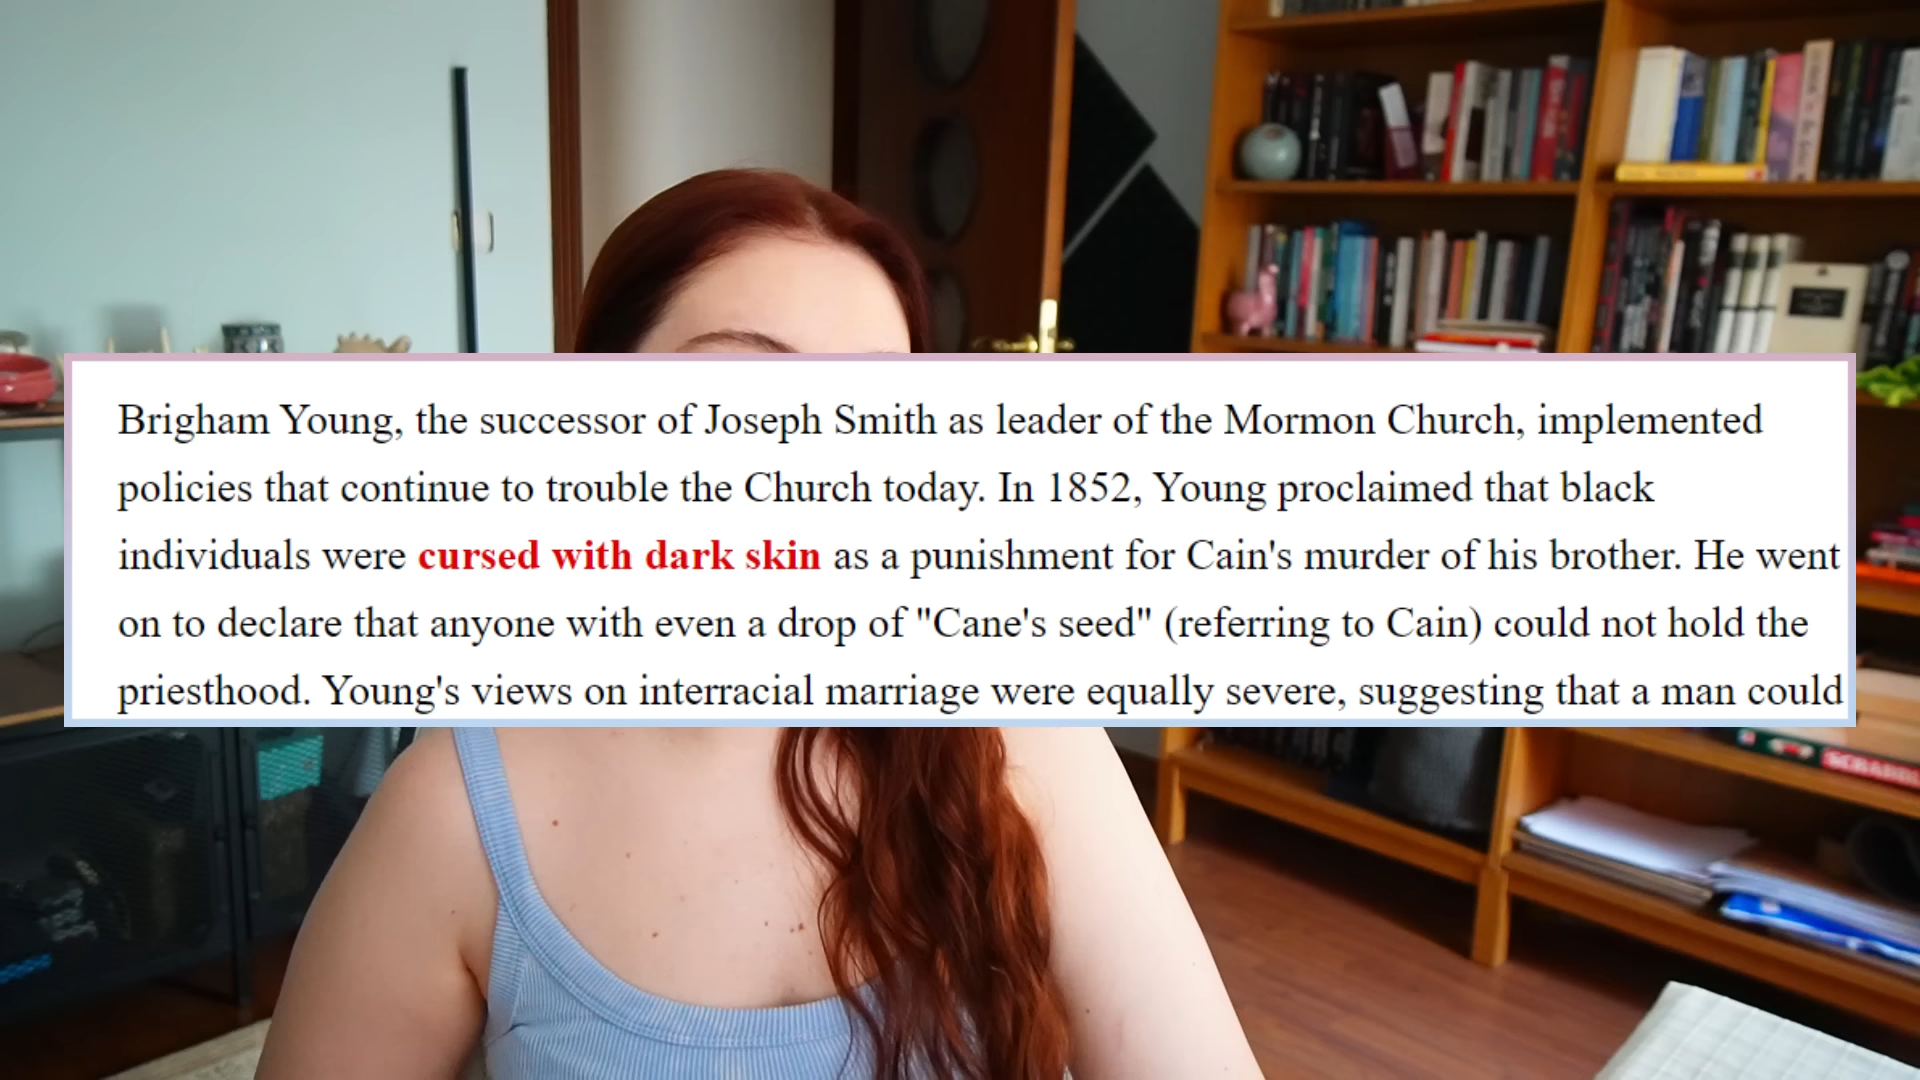 Brigham Young, the successor of Joseph Smith as leader of the Mormon Church, implemented
policies that continue to trouble the Church today. In 1852, Young proclaimed that black
individuals were cursed with dark skin as a punishment for Cain's murder of his brother. He went
on to declare that anyone with even a drop of "Cane's seed" (referring to Cain) could not hold the
priesthood. Young's views on interracial marriage were equally severe, suggesting that a man could
SCRABBLE